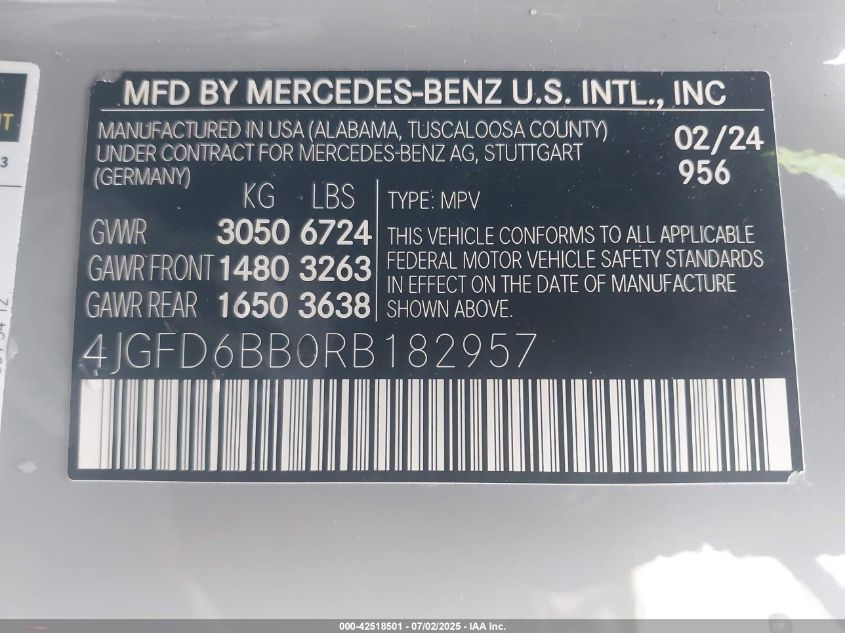 MFD BY MERCEDES-BENZ U.S. INTL., INC
MANUFACTURED IN USA (ALABAMA, TUSCALOOSA COUNTY)
UNDER CONTRACT FOR MERCEDES-BENZ AG, STUTTGART
(GERMANY)
02/24
956
KG LBS
GVWR 3050 6724
GAWR FRONT 1480 3263
GAWR REAR 1650 3638
TYPE: MPV
THIS VEHICLE CONFORMS TO ALL APPLICABLE
FEDERAL MOTOR VEHICLE SAFETY STANDARDS
IN EFFECT ON THE DATE OF MANUFACTURE
SHOWN ABOVE.
4JGFD6BB0RB182957
000-42518501 - 07/02/2025 - IAA Inc.